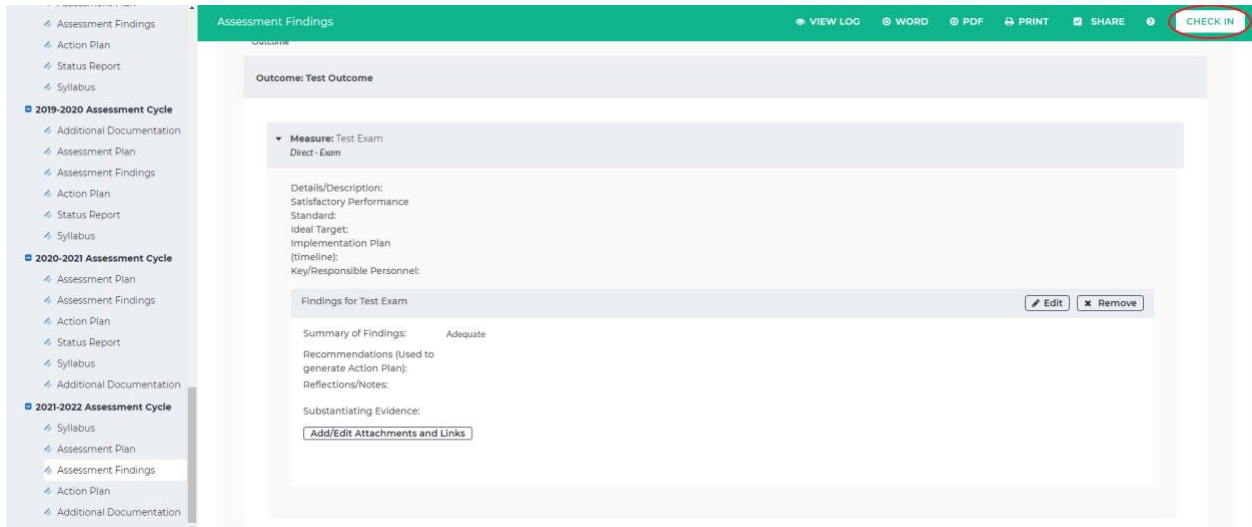 Assessment Findings
Action Plan
Status Report
Syllabus
2019-2020 Assessment Cycle
Additional Documentation
Assessment Plan
Assessment Findings
Action Plan
Status Report
Syllabus
2020-2021 Assessment Cycle
Assessment Plan
Assessment Findings
Action Plan
Status Report
Syllabus
Additional Documentation
2021-2022 Assessment Cycle
Syllabus
Assessment Plan
Assessment Findings
Action Plan
Additional Documentation
Assessment Findings VIEW LOG WORD PDF PRINT SHARE ? CHECK IN
Outcome
Outcome: Test Outcome
Measure: Test Exam
Direct - Exam
Details/Description:
Satisfactory Performance
Standard:
Ideal Target:
Implementation Plan
(timeline):
Key/Responsible Personnel:
Findings for Test Exam Edit Remove
Summary of Findings: Adequate
Recommendations (Used to
generate Action Plan):
Reflections/Notes:
Substantiating Evidence:
Add/Edit Attachments and Links